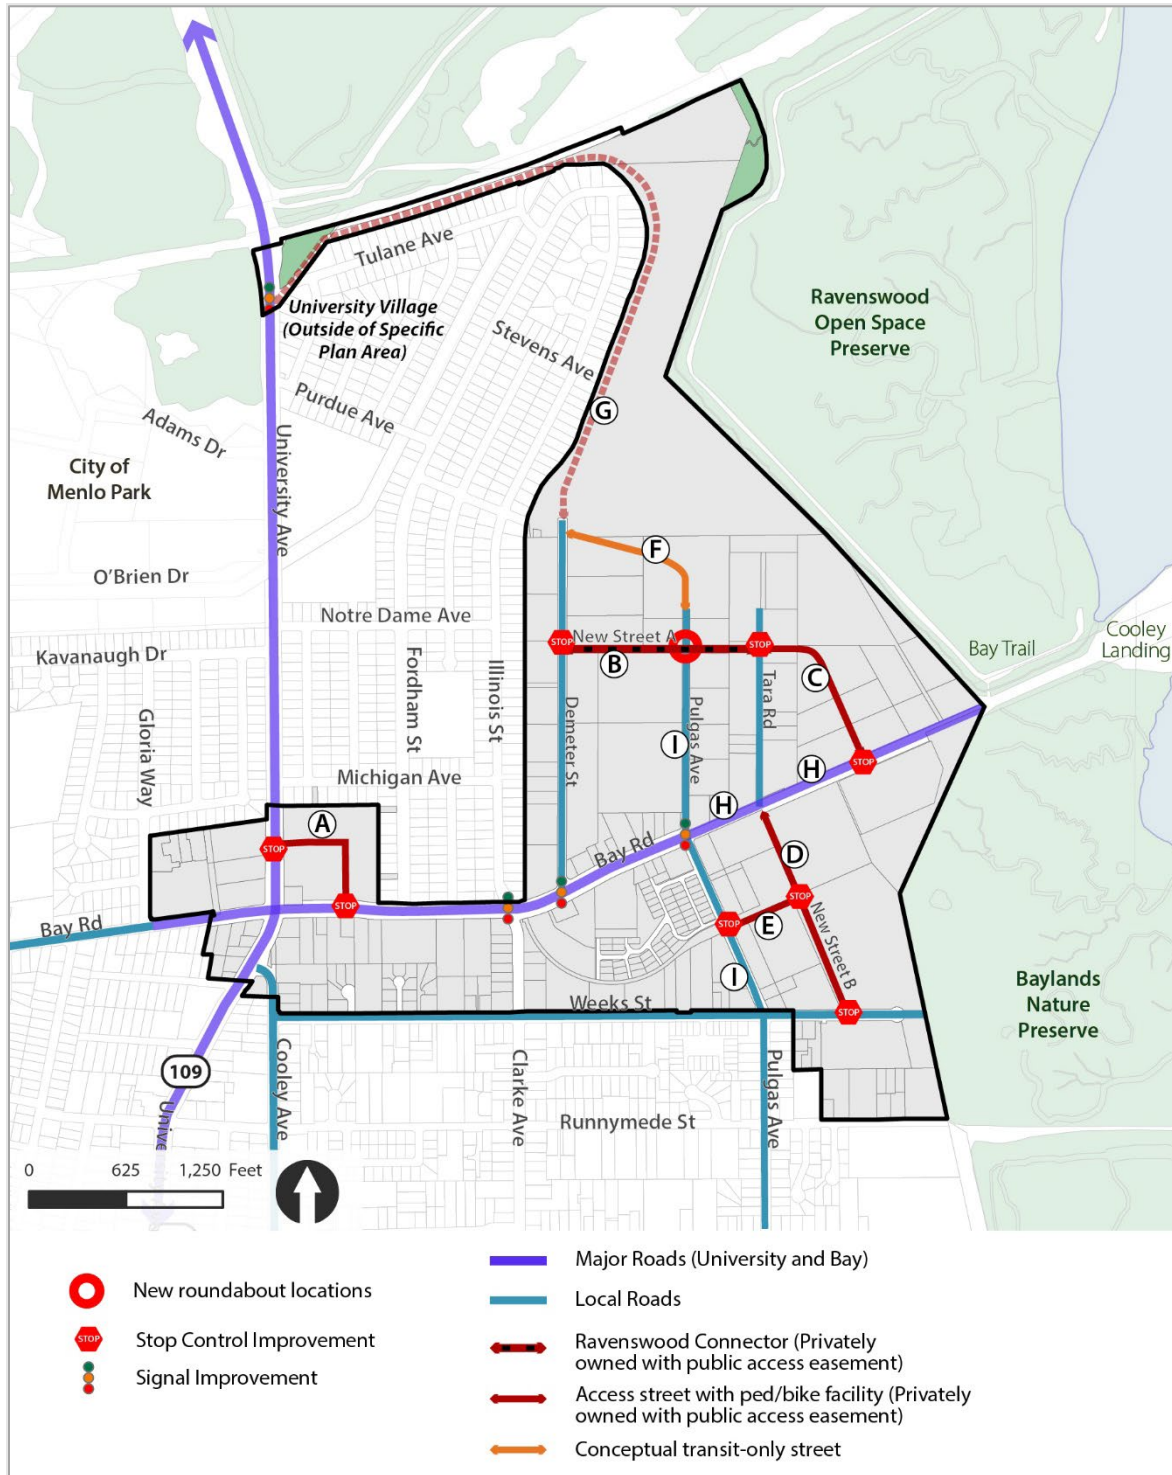 Tulane Ave
University Village
(Outside of Specific
Plan Area)
Stevens Ave
Purdue Ave
Ravenswood
Open Space
Preserve
Adams Dr
University Ave
City of
Menlo Park
G
O'Brien Dr
F
Notre Dame Ave
Kavanaugh Dr
Fordham St
Illinois St
STOP
New Street A
STOP
B
C
Bay Trail
Cooley
Landing
Gloria Way
Demeter St
Pulgas Ave
Tara Rd
I
Michigan Ave
STOP
H
H
A
STOP
Bay Rd
D
STOP
STOP
Bay Rd
STOP
E
New Street B
I
Weeks St
STOP
Baylands
Nature
Preserve
109
Cooley Ave
Clarke Ave
Pulgas Ave
Runnymede St
0 625 1,250 Feet
New roundabout locations
STOP Stop Control Improvement
Signal Improvement
Major Roads (University and Bay)
Local Roads
Ravenswood Connector (Privately
owned with public access easement)
Access street with ped/bike facility (Privately
owned with public access easement)
Conceptual transit-only street